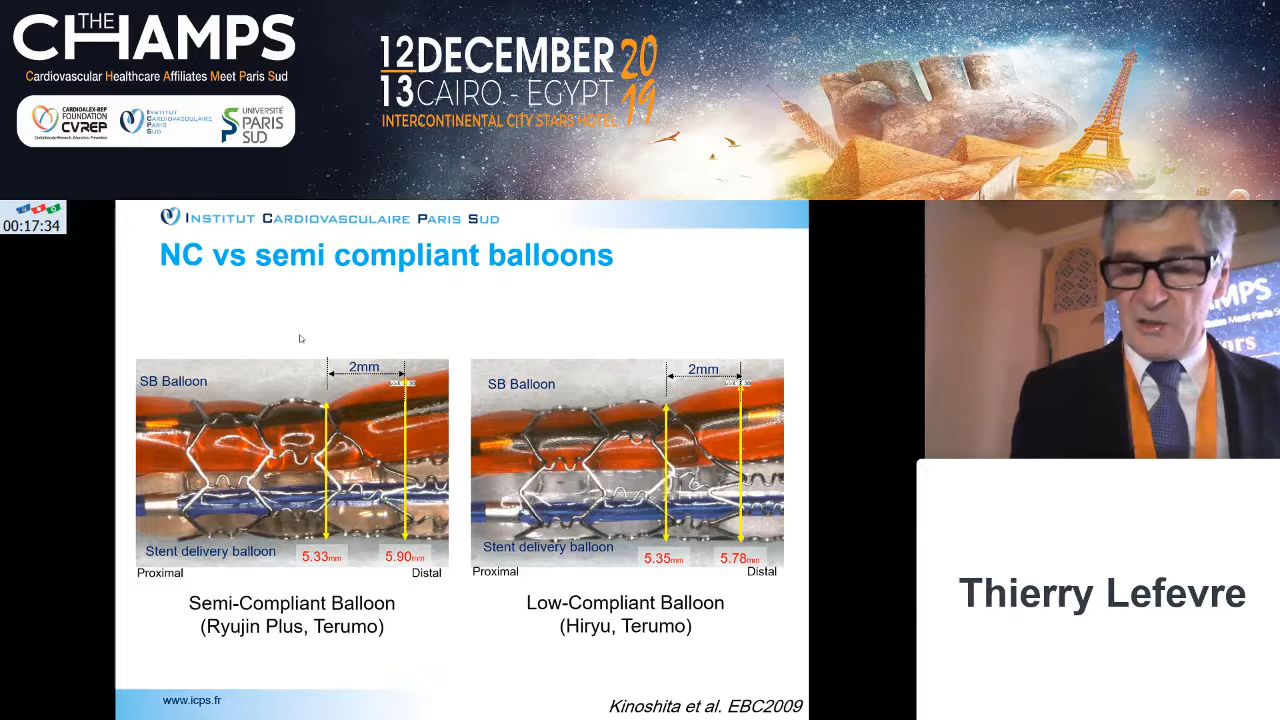 THE
CHAMPS
Cardiovascular Healthcare Affiliates Meet Paris Sud
CARDIOALEX-REP
FOUNDATION
CVREP
INSTITUT
CARDIOVASCULAIRE
PARIS
SUD
UNIVERSITÉ
PARIS
SUD
12 DECEMBER 2019
13 CAIRO - EGYPT
INTERCONTINENTAL CITY STARS HOTEL
00:17:34
INSTITUT CARDIOVASCULAIRE PARIS SUD
NC vs semi compliant balloons
2mm
SB Balloon
Stent delivery balloon
5.33mm
5.90mm
Proximal
Distal
Semi-Compliant Balloon
(Ryujin Plus, Terumo)
2mm
SB Balloon
Stent delivery balloon
5.35mm
5.78mm
Proximal
Distal
Low-Compliant Balloon
(Hiryu, Terumo)
www.icps.fr
Kinoshita et al. EBC2009
Thierry Lefevre